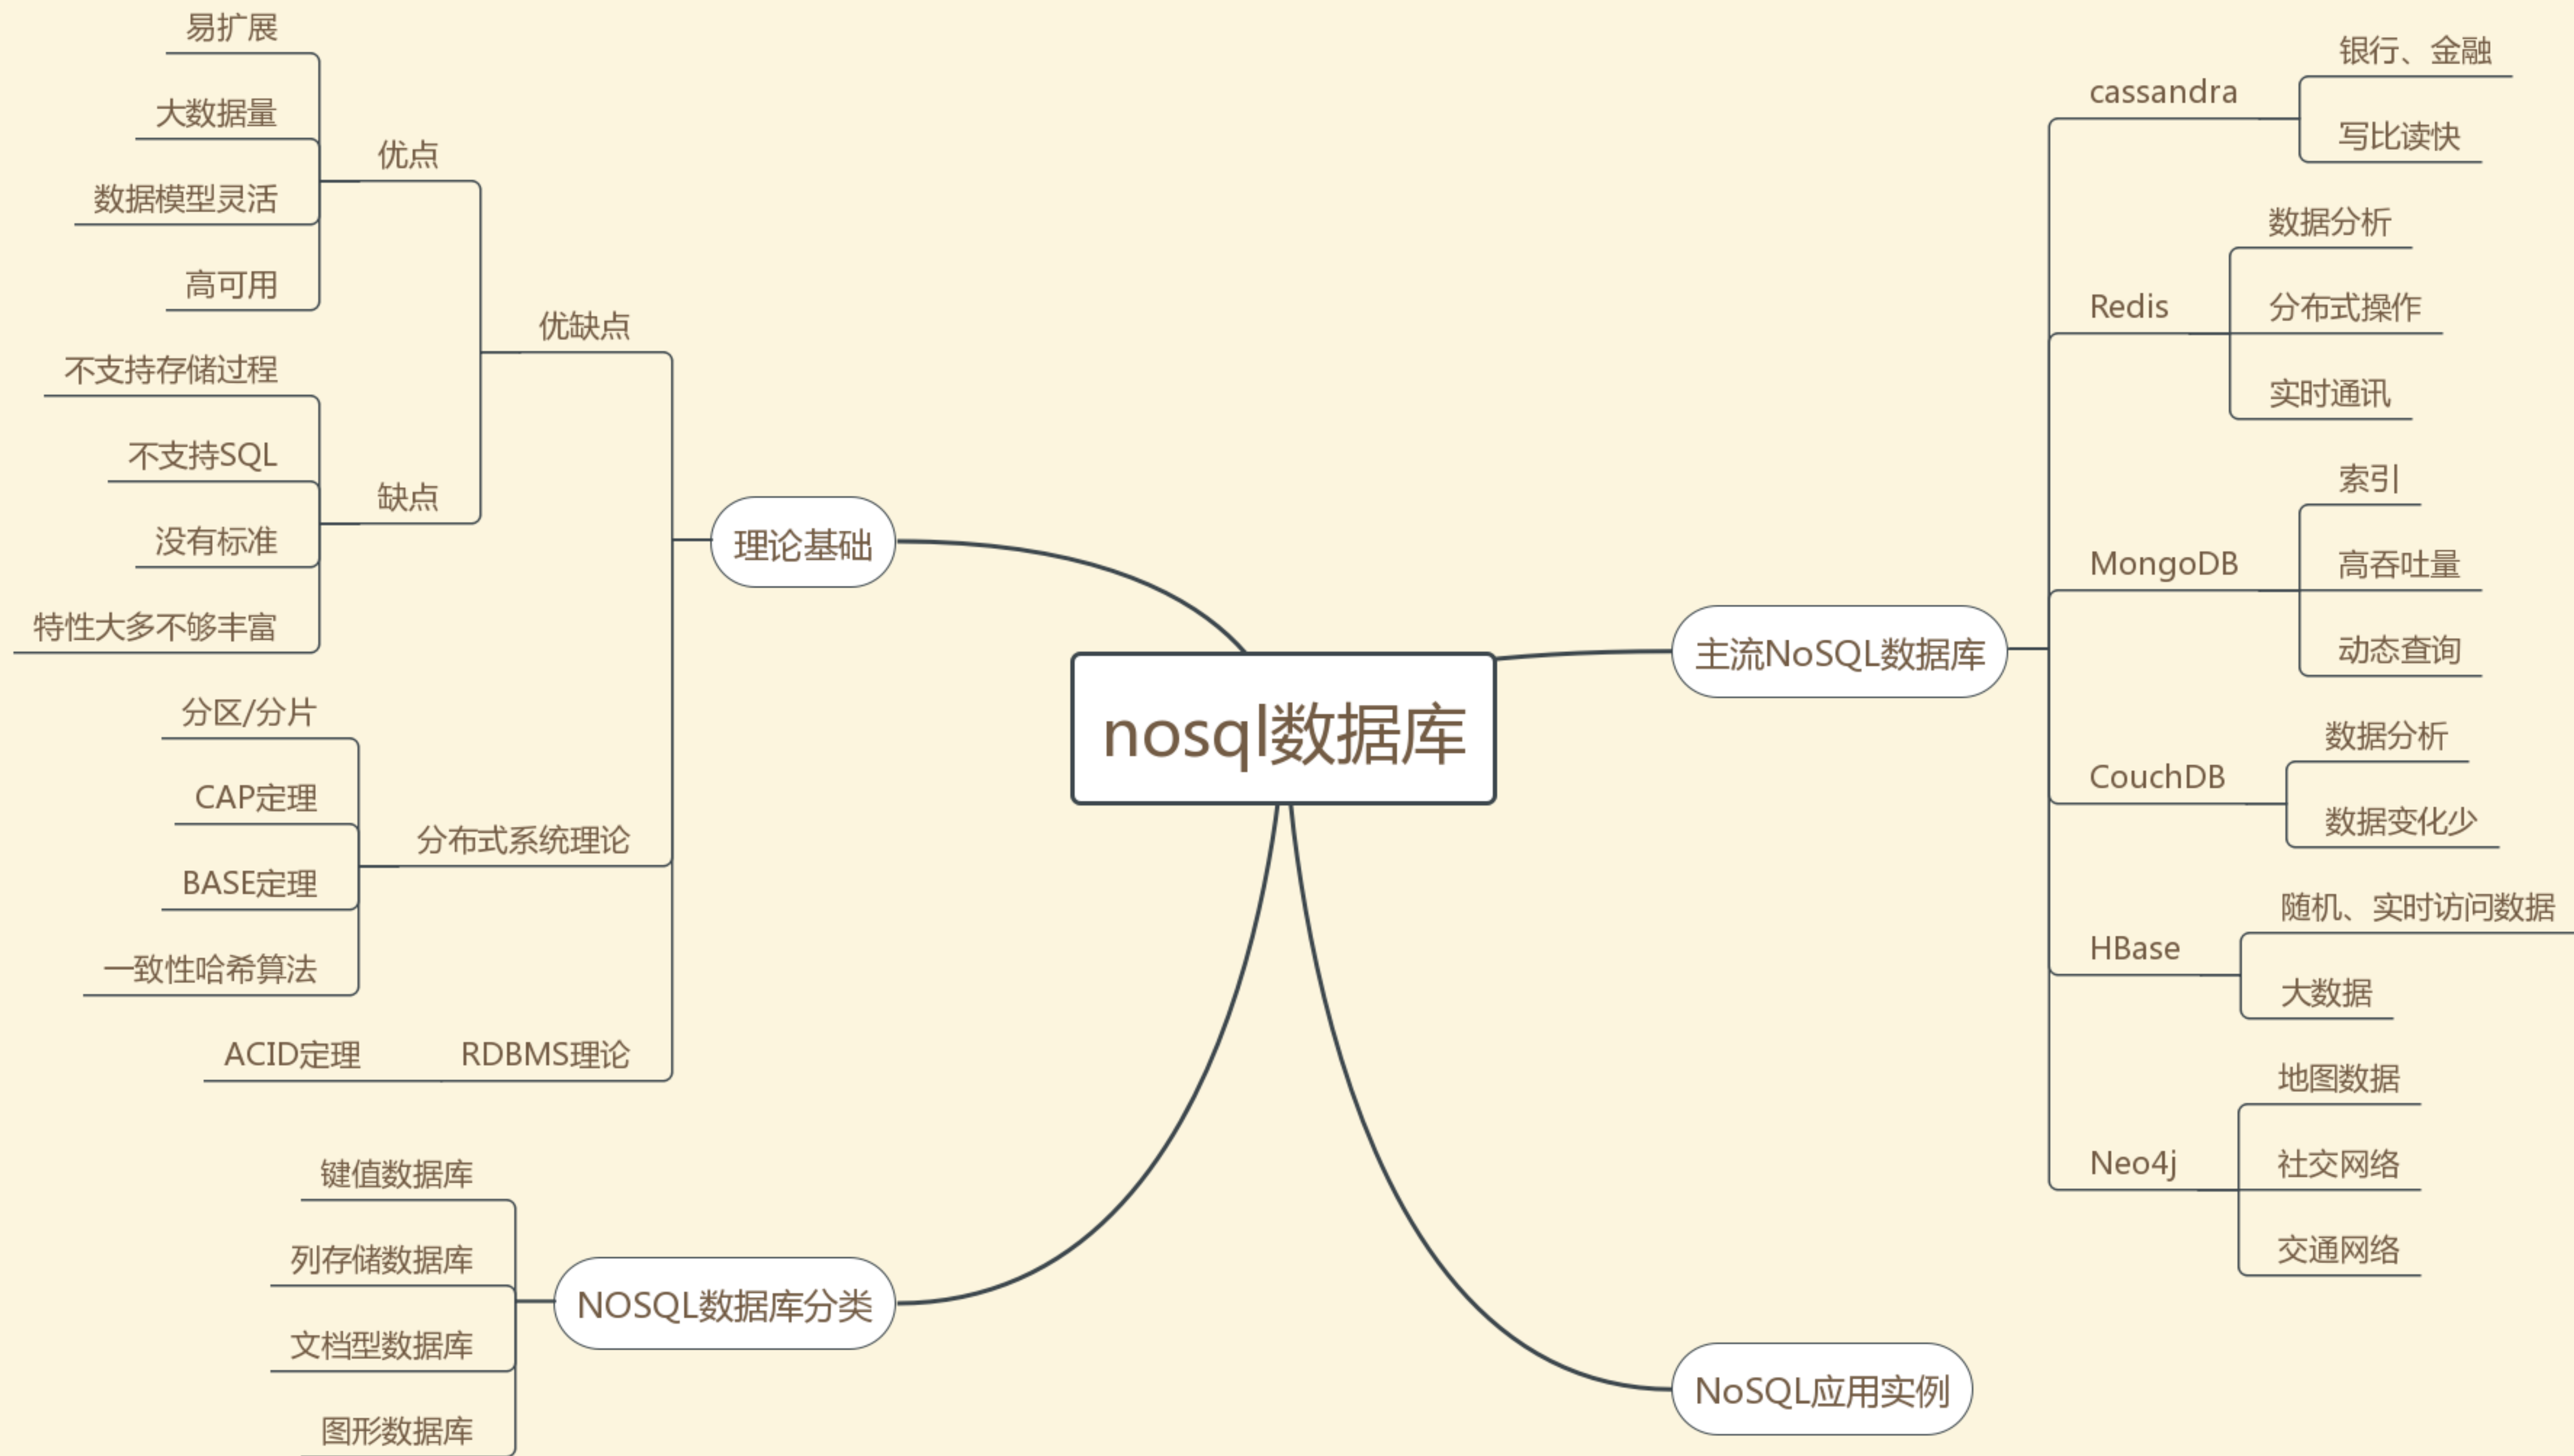 nosql数据库
理论基础
优缺点
优点
易扩展
大数据量
数据模型灵活
高可用
缺点
不支持存储过程
不支持SQL
没有标准
特性大多不够丰富
分布式系统理论
分区/分片
CAP定理
BASE定理
一致性哈希算法
RDBMS理论
ACID定理
NOSQL数据库分类
键值数据库
列存储数据库
文档型数据库
图形数据库
主流NoSQL数据库
cassandra
银行、金融
写比读快
Redis
数据分析
分布式操作
实时通讯
MongoDB
索引
高吞吐量
动态查询
CouchDB
数据分析
数据变化少
HBase
随机、实时访问数据
大数据
Neo4j
地图数据
社交网络
交通网络
NoSQL应用实例